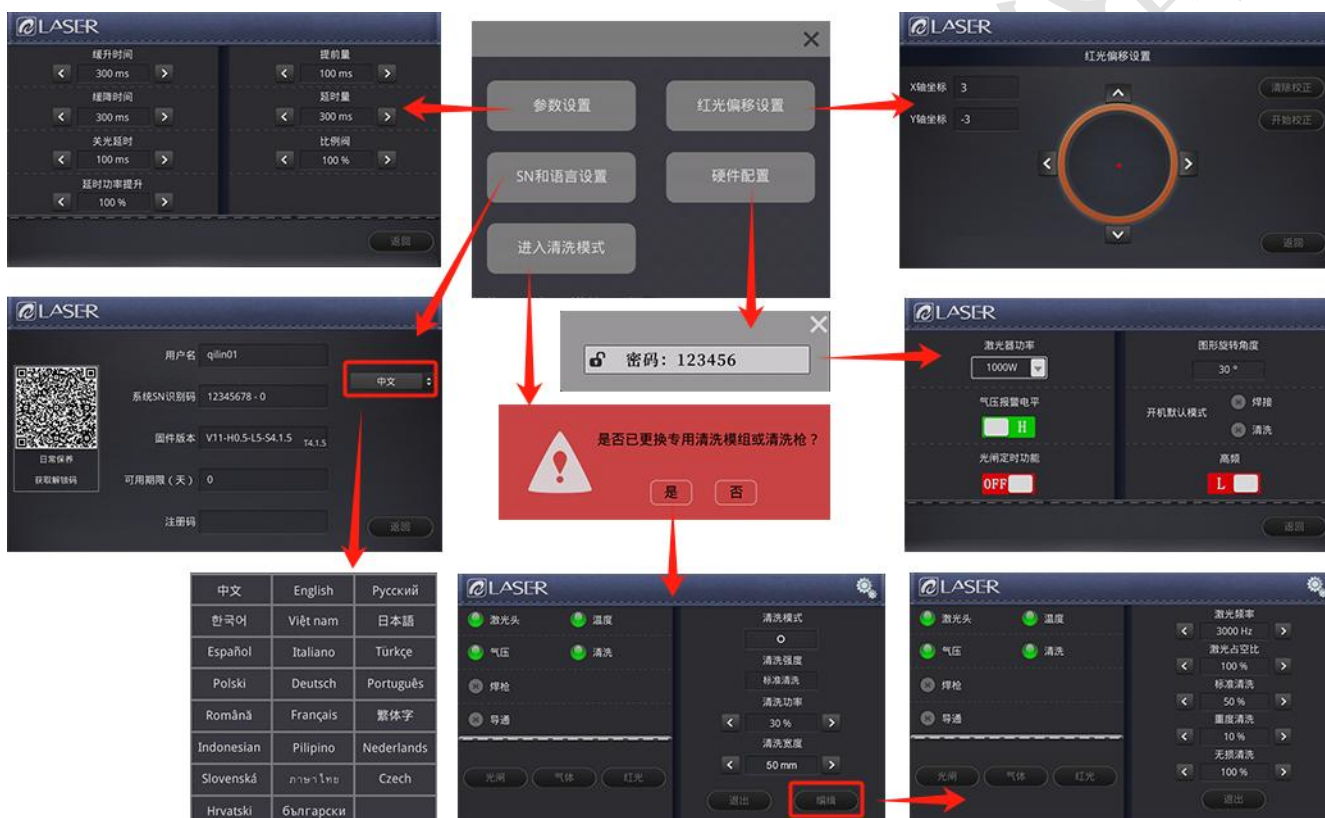 LASER
缓升时间
300 ms
提前量
100 ms
缓降时间
300 ms
延时量
300 ms
关光延时
100 ms
比例阀
100 %
延时功率提升
100 %
返回
参数设置
红光偏移设置
SN和语言设置
硬件配置
进入清洗模式
LASER
红光偏移设置
X轴坐标 3
Y轴坐标 -3
清除校正
开始校正
返回
LASER
用户名 qilin01
中文
系统SN识别码 12345678 - 0
固件版本 V11-H0.5-L5-S4.1.5 T4.1.5
日常保养
获取解锁码
可用期限（天） 0
注册码
返回
密码：123456
是否已更换专用清洗模组或清洗枪？
是 否
LASER
激光器功率
1000W
图形旋转角度
30 °
气压报警电平
H
开机默认模式
焊接
清洗
光闸定时功能
OFF
高频
L
返回
中文 English Русский
한국어 Việt nam 日本語
Español Italiano Türkçe
Polski Deutsch Português
Română Français 繁体字
Indonesian Pilipino Nederlands
Slovenská ภาษาไทย Czech
Hrvatski български
LASER
激光头 温度
气压 清洗
焊枪
导通
光闸 气体 红光
清洗模式
O
清洗强度
标准清洗
清洗功率
30 %
清洗宽度
50 mm
退出 编辑
LASER
激光头 温度
气压 清洗
焊枪
导通
光闸 气体 红光
激光频率
3000 Hz
激光占空比
100 %
标准清洗
50 %
重度清洗
10 %
无损清洗
100 %
退出